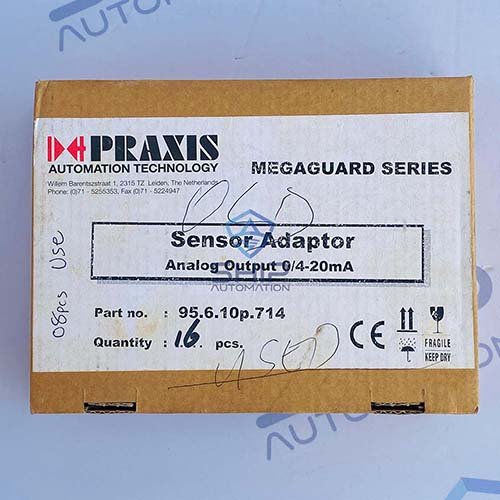 PRAXIS
AUTOMATION TECHNOLOGY
Willem Barentszstraat 1, 2315 TZ Leiden, The Netherlands
Phone: (0)71 - 5255353, Fax (0)71 - 5224947
MEGAGUARD SERIES
OLD
Sensor Adaptor
Analog Output 0/4-20mA
AUTOMATION
Part no. : 95.6.10p.714
Quantity : 16 pcs.
USED
CE
FRAGILE
KEEP DRY
08pcs Use